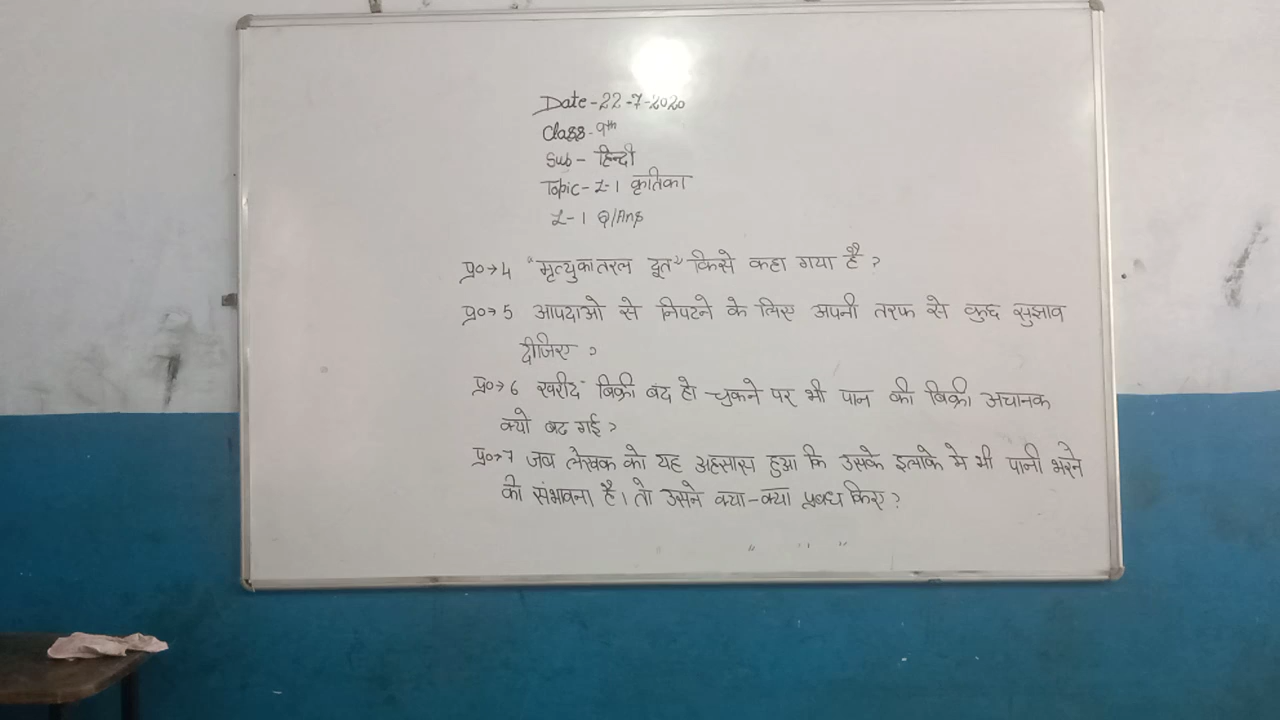 Date-22-7-2020
Class-9th
Sub-हिन्दी
Topic-L-1 कृतिका
L-1 Q/Ans
प्र०→4 "मृत्यु का तरल दूत" किसे कहा गया है ?
प्र०→5 आपदाओ से निपटने के लिए अपनी तरफ से कुछ सुझाव
दीजिए ?
प्र०→6 खरीद-बिक्री बंद हो चुकने पर भी पान की बिक्री अचानक
क्यो बढ गई ?
प्र०→7 जब लेखक को यह अहसास हुआ कि उसके इलाके मे भी पानी भरने
की संभावना है। तो उसने क्या-क्या प्रबध किए ?